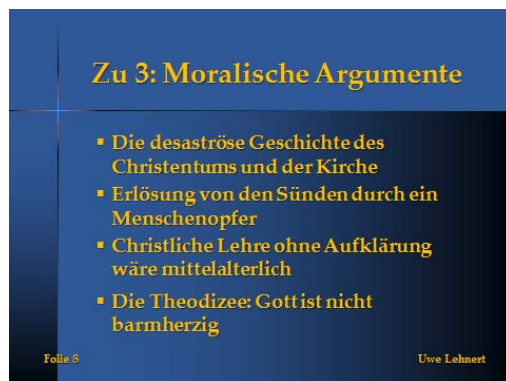 Zu 3: Moralische Argumente
▪ Die desaströse Geschichte des
Christentums und der Kirche
▪ Erlösung von den Sünden durch ein
Menschenopfer
▪ Christliche Lehre ohne Aufklärung
wäre mittelalterlich
▪ Die Theodizee: Gott ist nicht
barmherzig
Folie 8 Uwe Lehnert